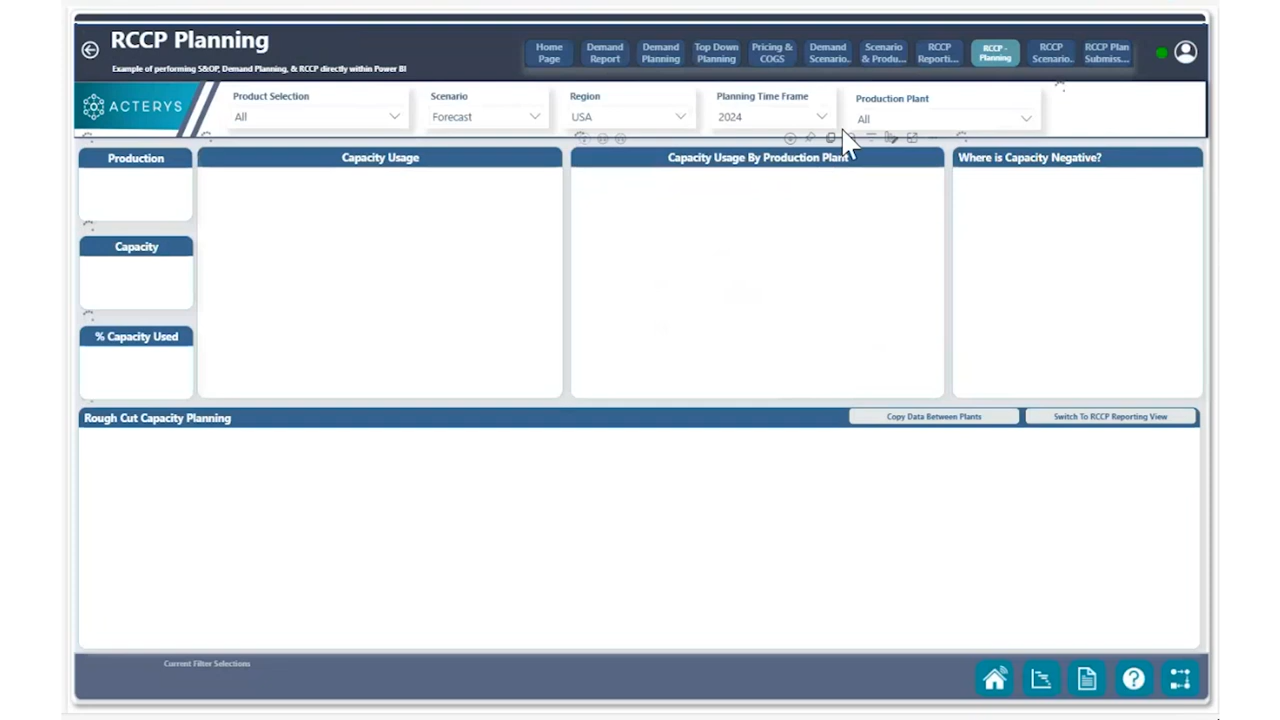 RCCP Planning
Example of performing S&OP, Demand Planning, & RCCP directly within Power BI
Home Page
Demand Report
Demand Planning
Top Down Planning
Pricing & COGS
Demand Scenario..
Scenario & Produ...
RCCP Reporti...
RCCP - Planning
RCCP Scenario..
RCCP Plan Submiss...
ACTERYS
Product Selection
All
Scenario
Forecast
Region
USA
Planning Time Frame
2024
Production Plant
All
Production
Capacity Usage
Capacity Usage By Production Plant
Where is Capacity Negative?
Capacity
% Capacity Used
Rough Cut Capacity Planning
Copy Data Between Plants
Switch To RCCP Reporting View
Current Filter Selections